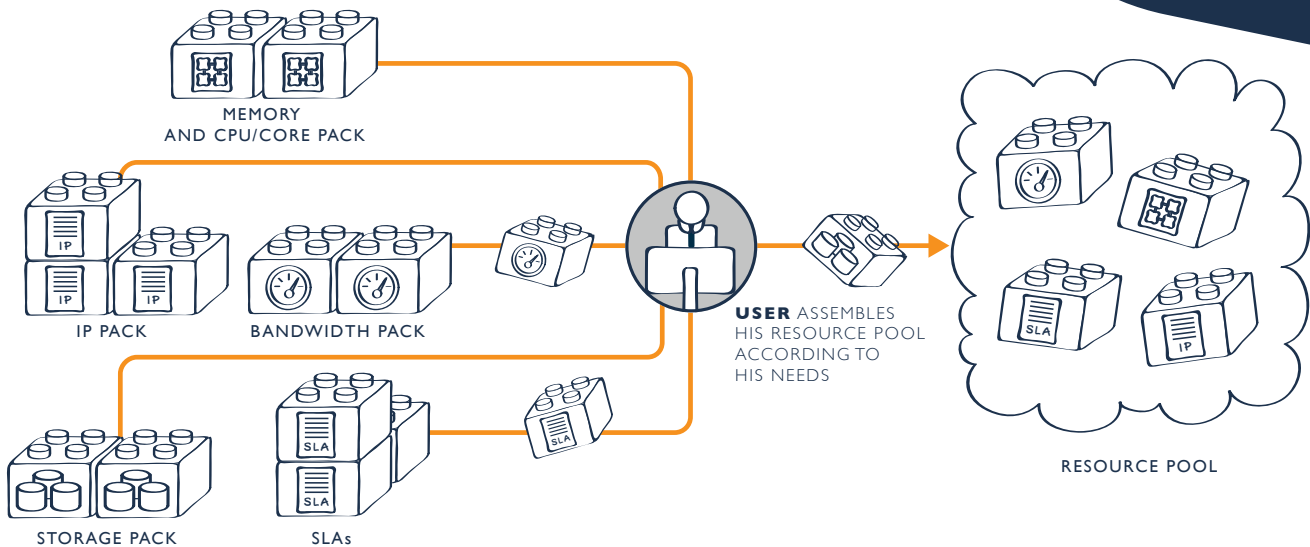 MEMORY
AND CPU/CORE PACK
IP
IP
IP
IP PACK
BANDWIDTH PACK
USER ASSEMBLES
HIS RESOURCE POOL
ACCORDING TO
HIS NEEDS
SLA
IP
SLA
SLA
SLA
RESOURCE POOL
STORAGE PACK
SLAs